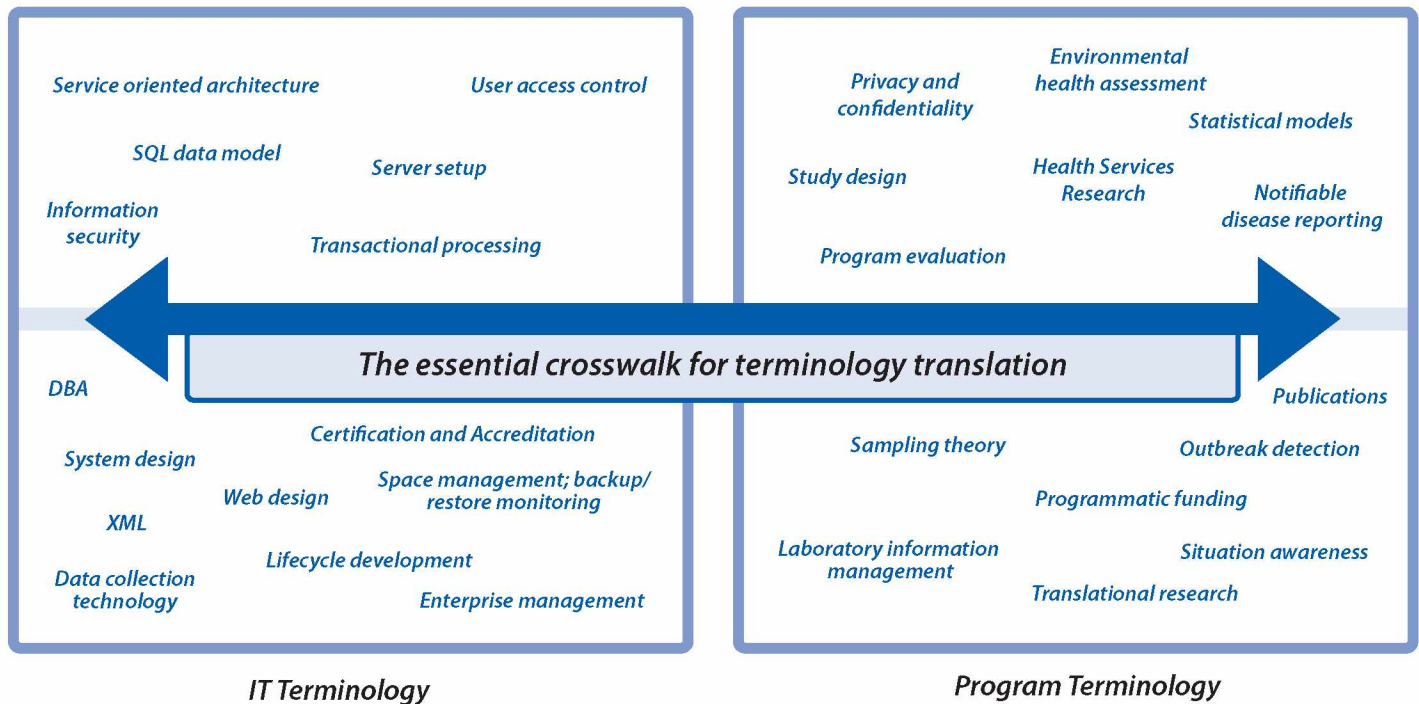 Service oriented architecture
User access control
SQL data model
Server setup
Information
security
Transactional processing
Privacy and
confidentiality
Environmental
health assessment
Statistical models
Study design
Health Services
Research
Notifiable
disease reporting
Program evaluation
The essential crosswalk for terminology translation
DBA
Certification and Accreditation
System design
Space management; backup/
restore monitoring
Web design
XML
Lifecycle development
Data collection
technology
Enterprise management
Publications
Sampling theory
Outbreak detection
Programmatic funding
Laboratory information
management
Situation awareness
Translational research
IT Terminology
Program Terminology